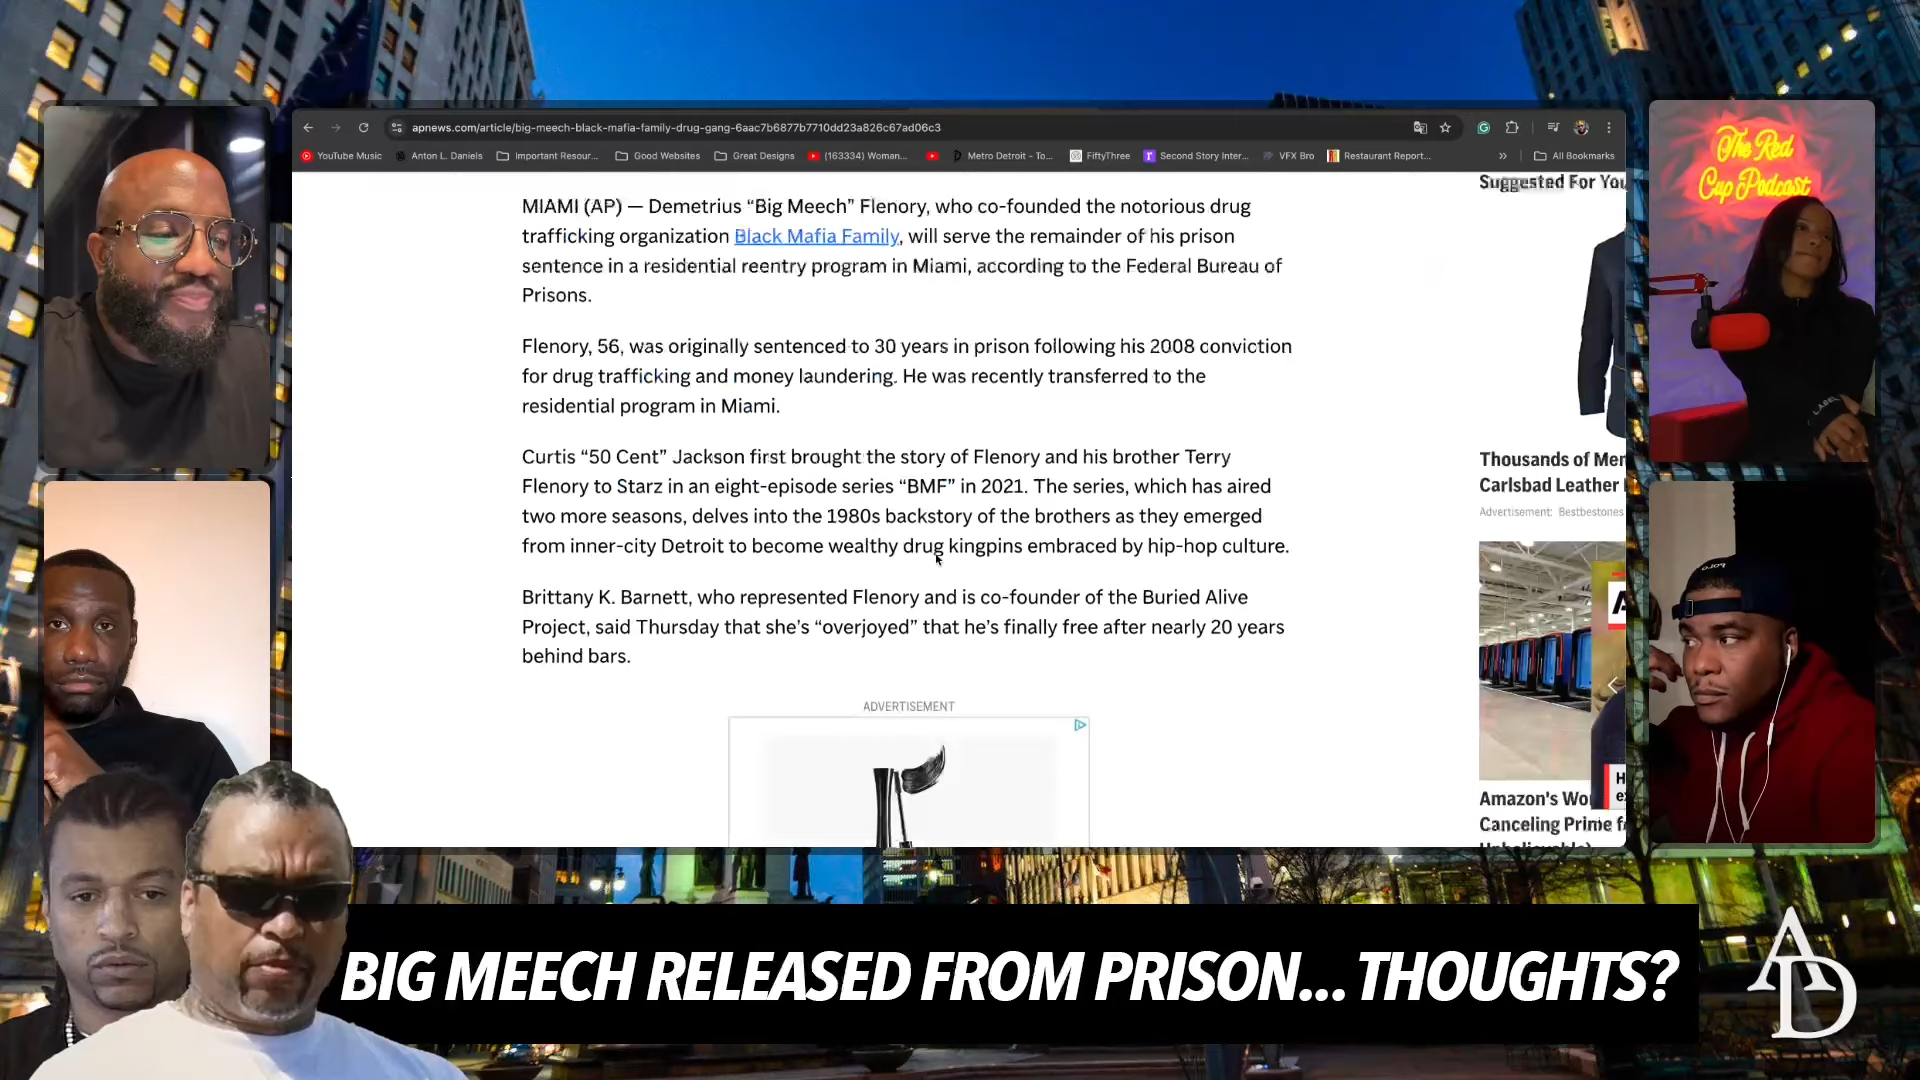 apnews.com/article/big-meech-black-mafia-family-drug-gang-6aac7b6877b7710dd23a826c67ad06c3
YouTube Music
Anton L. Daniels
Important Resour...
Good Websites
Great Designs
(163334) Woman...
Metro Detroit - To...
FiftyThree
Second Story Inter...
VFX Bro
Restaurant Report...
»
All Bookmarks
MIAMI (AP) — Demetrius “Big Meech” Flenory, who co-founded the notorious drug
trafficking organization Black Mafia Family, will serve the remainder of his prison
sentence in a residential reentry program in Miami, according to the Federal Bureau of
Prisons.
Flenory, 56, was originally sentenced to 30 years in prison following his 2008 conviction
for drug trafficking and money laundering. He was recently transferred to the
residential program in Miami.
Curtis “50 Cent” Jackson first brought the story of Flenory and his brother Terry
Flenory to Starz in an eight-episode series “BMF” in 2021. The series, which has aired
two more seasons, delves into the 1980s backstory of the brothers as they emerged
from inner-city Detroit to become wealthy drug kingpins embraced by hip-hop culture.
Brittany K. Barnett, who represented Flenory and is co-founder of the Buried Alive
Project, said Thursday that she’s “overjoyed” that he’s finally free after nearly 20 years
behind bars.
ADVERTISEMENT
Suggested For You
Thousands of Men
Carlsbad Leather
Advertisement: Bestbestones
Amazon's Wo
Canceling Prime f
The Red
Cup Podcast
LABEL
POLO
BIG MEECH RELEASED FROM PRISON... THOUGHTS?
AD